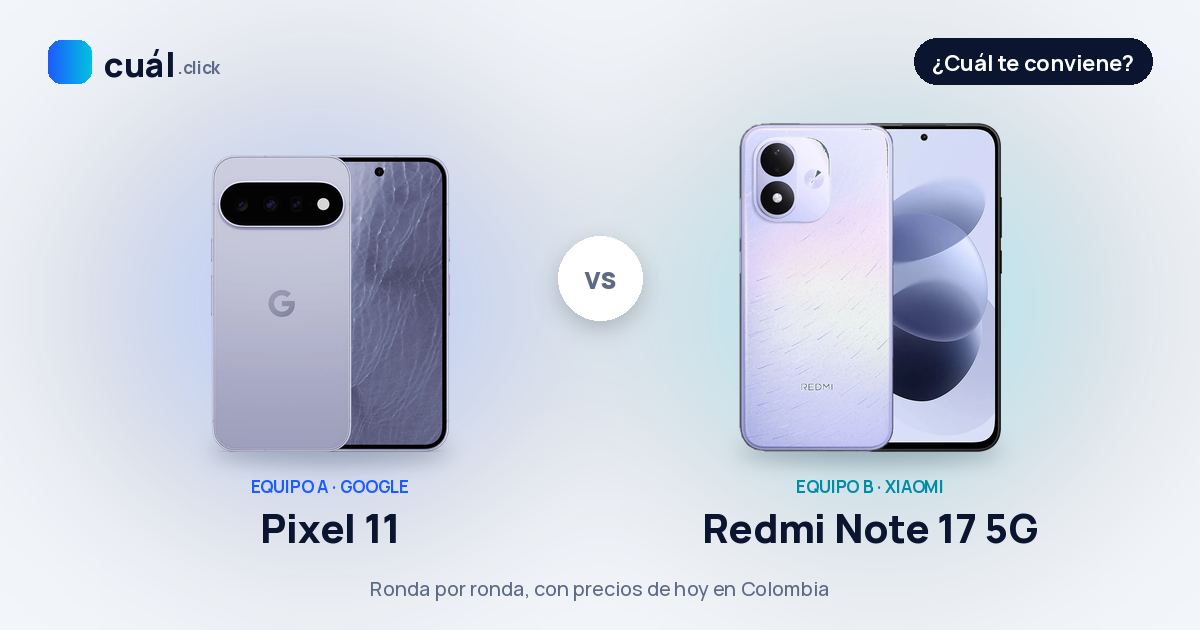 cuál.click
¿Cuál te conviene?
G
REDMI
VS
EQUIPO A · GOOGLE
Pixel 11
EQUIPO B · XIAOMI
Redmi Note 17 5G
Ronda por ronda, con precios de hoy en Colombia